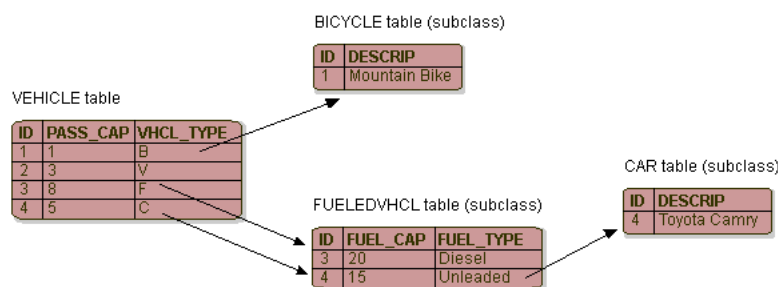 BICYCLE table (subclass)
ID DESCRIP
1 Mountain Bike
VEHICLE table
ID PASS_CAP VHCL_TYPE
1 1 B
2 3 V
3 8 F
4 5 C
FUELEDVHCL table (subclass)
ID FUEL_CAP FUEL_TYPE
3 20 Diesel
4 15 Unleaded
CAR table (subclass)
ID DESCRIP
4 Toyota Camry